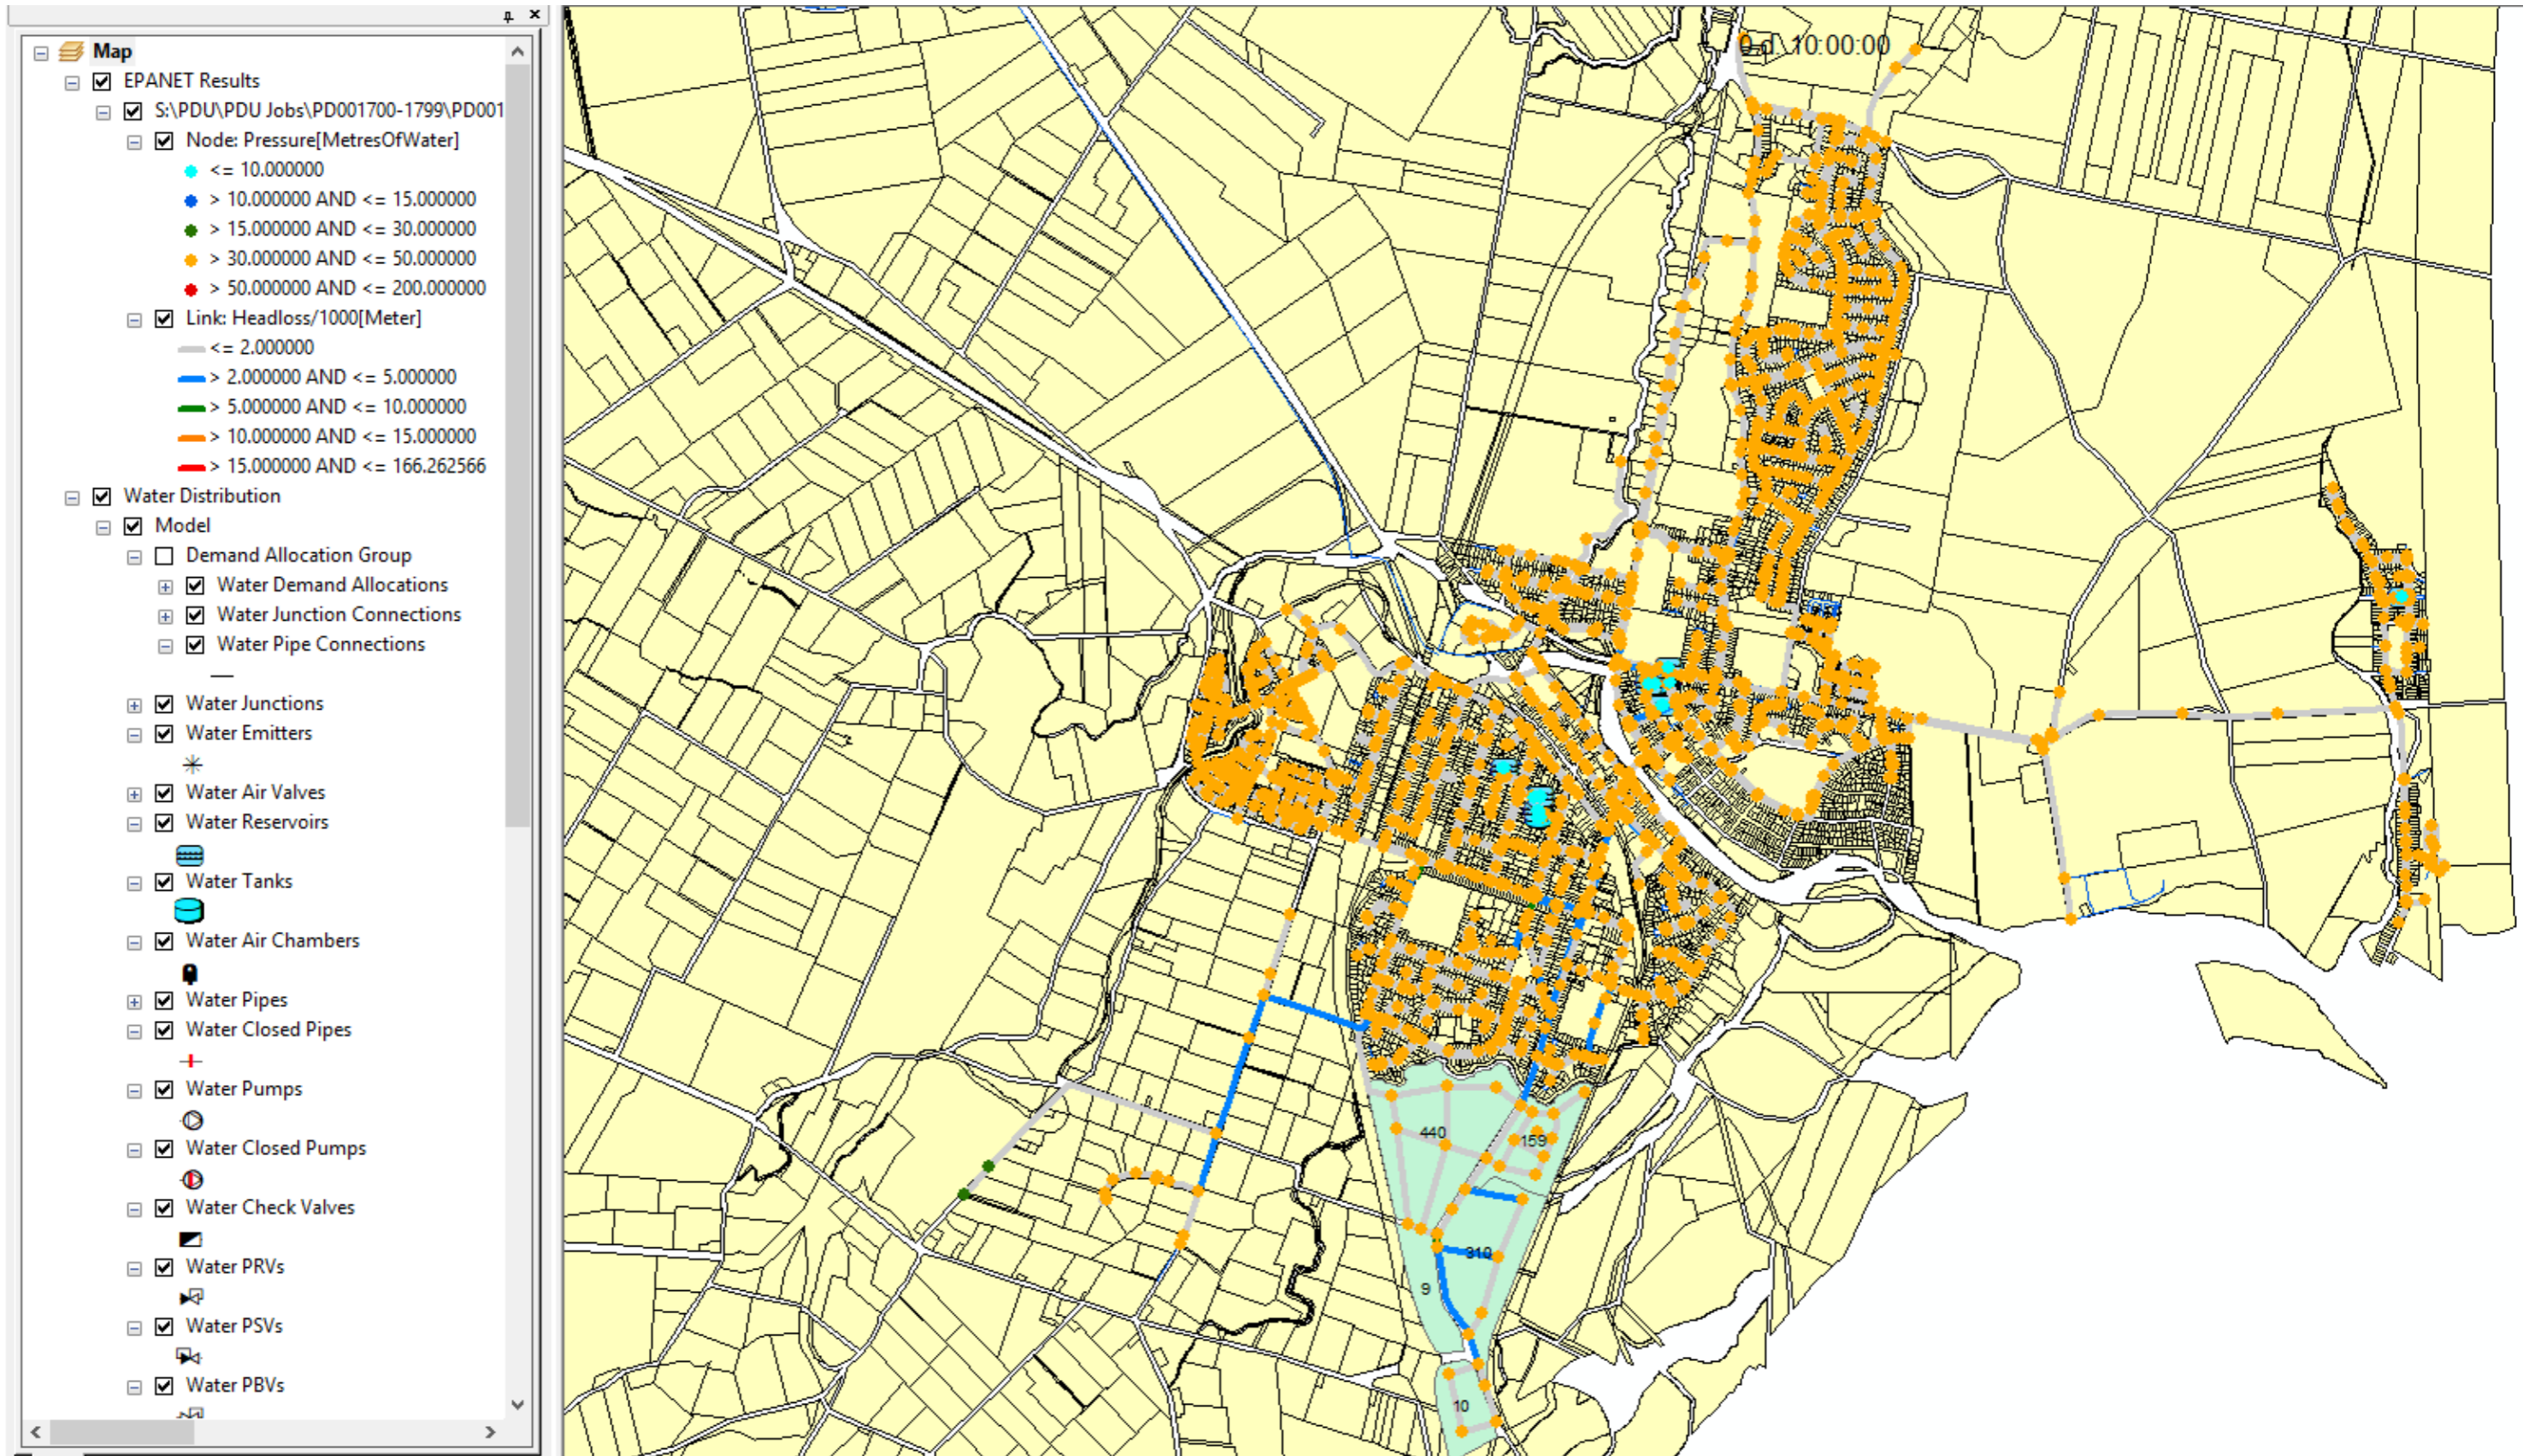 Map
EPANET Results
S:\PDU\PDU Jobs\PD001700-1799\PD001
Node: Pressure[MetresOfWater]
<= 10.000000
> 10.000000 AND <= 15.000000
> 15.000000 AND <= 30.000000
> 30.000000 AND <= 50.000000
> 50.000000 AND <= 200.000000
Link: Headloss/1000[Meter]
<= 2.000000
> 2.000000 AND <= 5.000000
> 5.000000 AND <= 10.000000
> 10.000000 AND <= 15.000000
> 15.000000 AND <= 166.262566
Water Distribution
Model
Demand Allocation Group
Water Demand Allocations
Water Junction Connections
Water Pipe Connections
Water Junctions
Water Emitters
Water Air Valves
Water Reservoirs
Water Tanks
Water Air Chambers
Water Pipes
Water Closed Pipes
Water Pumps
Water Closed Pumps
Water Check Valves
Water PRVs
Water PSVs
Water PBVs
0 d 10:00:00
440
159
310
9
10